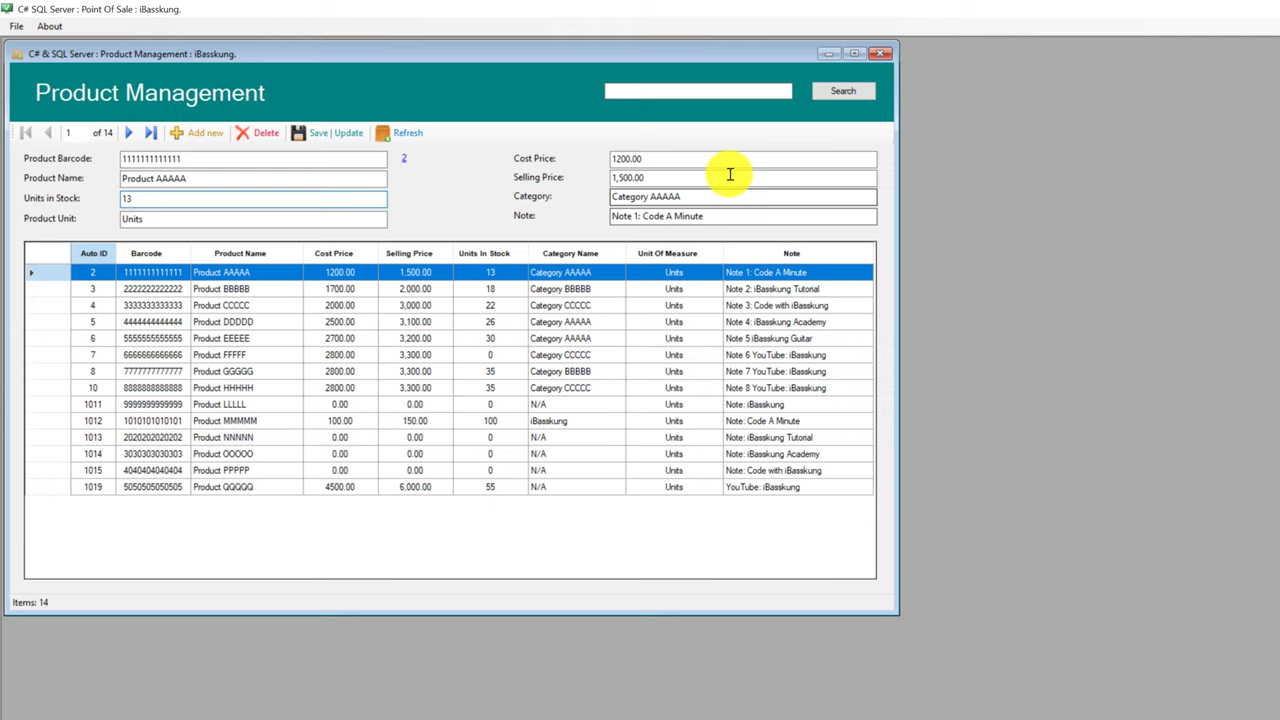 C# SQL Server : Point Of Sale : iBasskung.
File About
C# & SQL Server : Product Management : iBasskung.
Product Management
Search
1 of 14 Add new Delete Save | Update Refresh
Product Barcode: 1111111111111 2 Cost Price: 1200.00
Product Name: Product AAAAA Selling Price: 1,500.00
Units in Stock: 13 Category: Category AAAAA
Product Unit: Units Note: Note 1: Code A Minute
Auto ID Barcode Product Name Cost Price Selling Price Units In Stock Category Name Unit Of Measure Note
2 1111111111111 Product AAAAA 1200.00 1,500.00 13 Category AAAAA Units Note 1: Code A Minute
3 2222222222222 Product BBBBB 1700.00 2,000.00 18 Category BBBBB Units Note 2: iBasskung Tutorial
4 3333333333333 Product CCCCC 2000.00 3,000.00 22 Category CCCCC Units Note 3: Code with iBasskung
5 4444444444444 Product DDDDD 2500.00 3,100.00 26 Category AAAAA Units Note 4: iBasskung Academy
6 5555555555555 Product EEEEE 2700.00 3,200.00 30 Category AAAAA Units Note 5 iBasskung Guitar
7 6666666666666 Product FFFFF 2800.00 3,300.00 0 Category CCCCC Units Note 6 YouTube: iBasskung
8 7777777777777 Product GGGGG 2800.00 3,300.00 35 Category BBBBB Units Note 7 YouTube: iBasskung
10 8888888888888 Product HHHHH 2800.00 3,300.00 35 Category CCCCC Units Note 8 YouTube: iBasskung
1011 9999999999999 Product LLLLL 0.00 0.00 0 N/A Units Note: iBasskung
1012 1010101010101 Product MMMMM 100.00 150.00 100 iBasskung Units Note: Code A Minute
1013 2020202020202 Product NNNNN 0.00 0.00 0 N/A Units Note: iBasskung Tutorial
1014 3030303030303 Product OOOOO 0.00 0.00 0 N/A Units Note: iBasskung Academy
1015 4040404040404 Product PPPPP 0.00 0.00 0 N/A Units Note: Code with iBasskung
1019 5050505050505 Product QQQQQ 4500.00 6,000.00 55 N/A Units YouTube: iBasskung
Items: 14